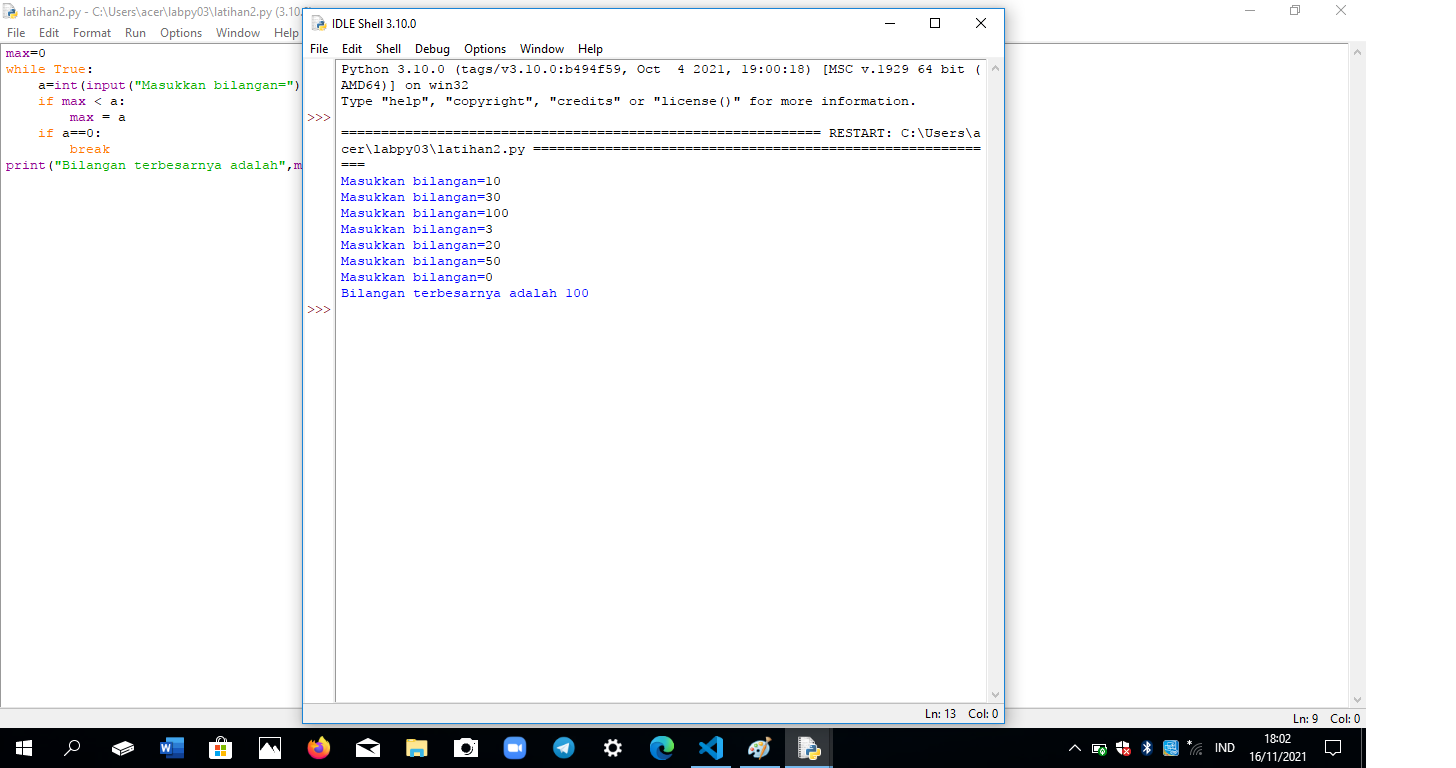 latihan2.py - C:\Users\acer\labpy03\latihan2.py (3.10.
File Edit Format Run Options Window Help
max=0
while True:
    a=int(input("Masukkan bilangan=")
    if max < a:
        max = a
    if a==0:
        break
print("Bilangan terbesarnya adalah",m
IDLE Shell 3.10.0
File Edit Shell Debug Options Window Help
Python 3.10.0 (tags/v3.10.0:b494f59, Oct  4 2021, 19:00:18) [MSC v.1929 64 bit (
AMD64)] on win32
Type "help", "copyright", "credits" or "license()" for more information.
>>>
============================================================ RESTART: C:\Users\a
cer\labpy03\latihan2.py ========================================================
===
Masukkan bilangan=10
Masukkan bilangan=30
Masukkan bilangan=100
Masukkan bilangan=3
Masukkan bilangan=20
Masukkan bilangan=50
Masukkan bilangan=0
Bilangan terbesarnya adalah 100
>>>
Ln: 13 Col: 0
Ln: 9 Col: 0
IND
18:02
16/11/2021